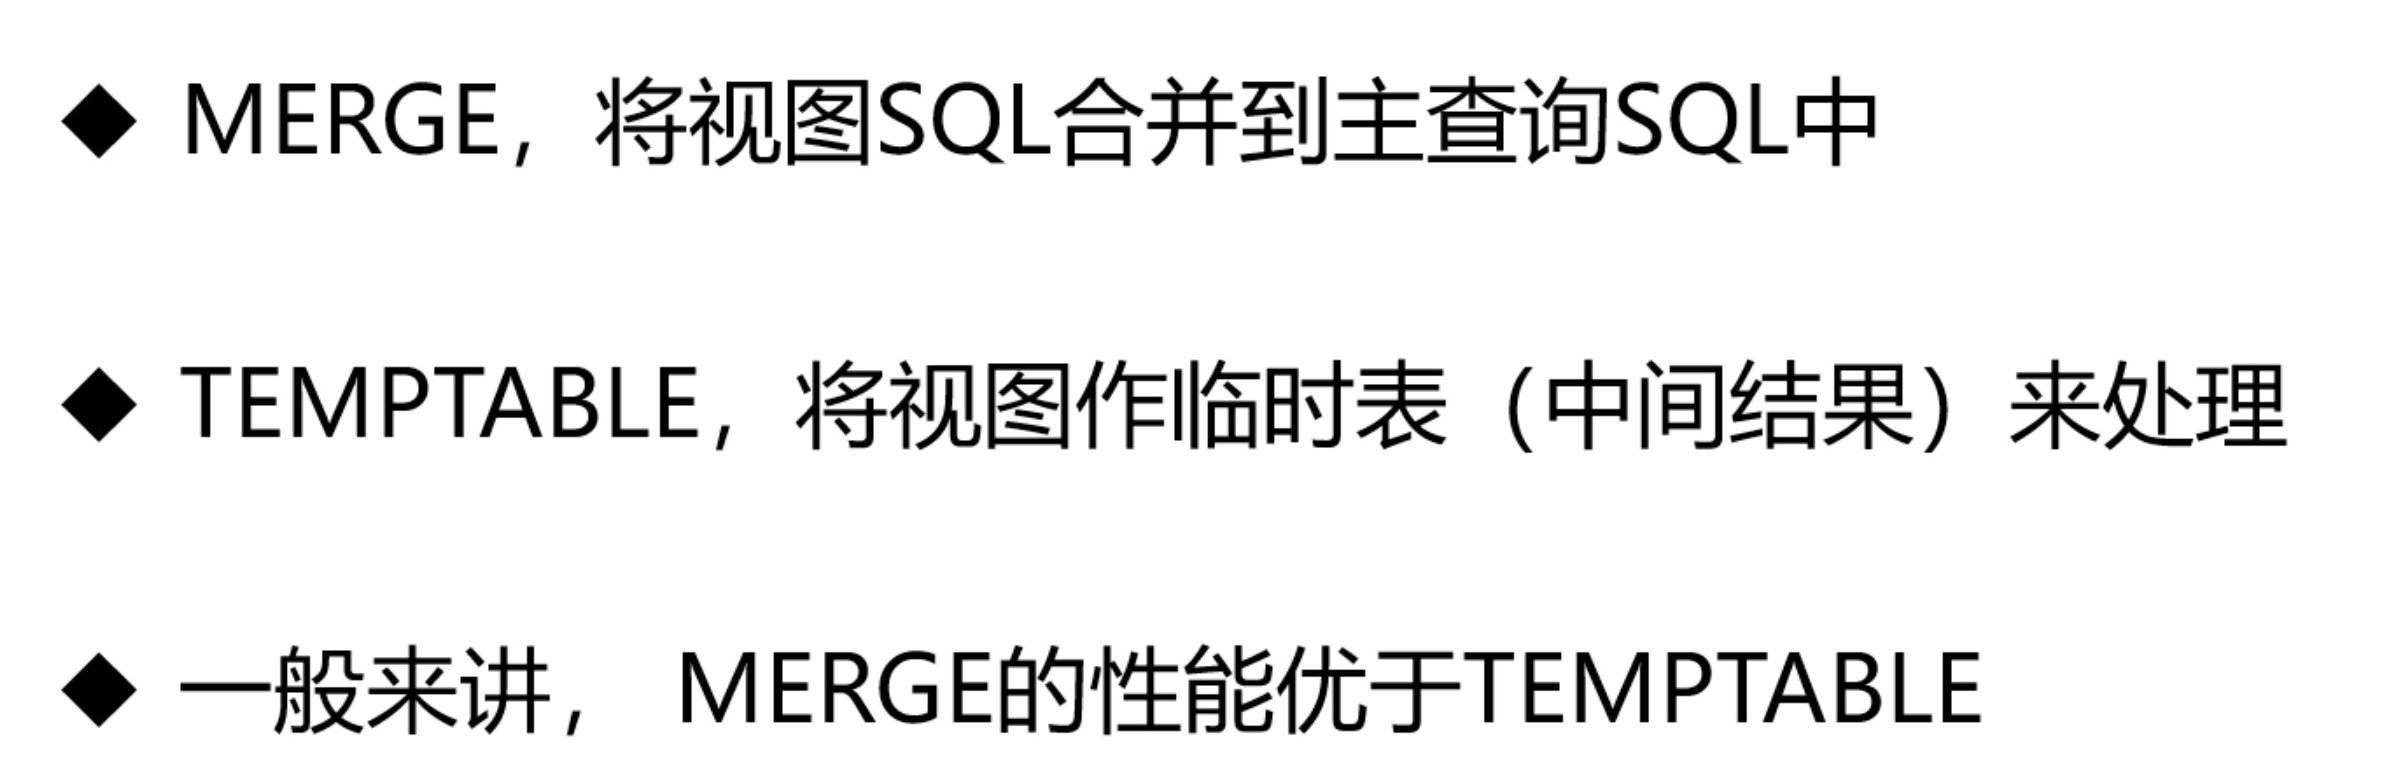 ◆ MERGE，将视图SQL合并到主查询SQL中
◆ TEMPTABLE，将视图作临时表（中间结果）来处理
◆ 一般来讲， MERGE的性能优于TEMPTABLE